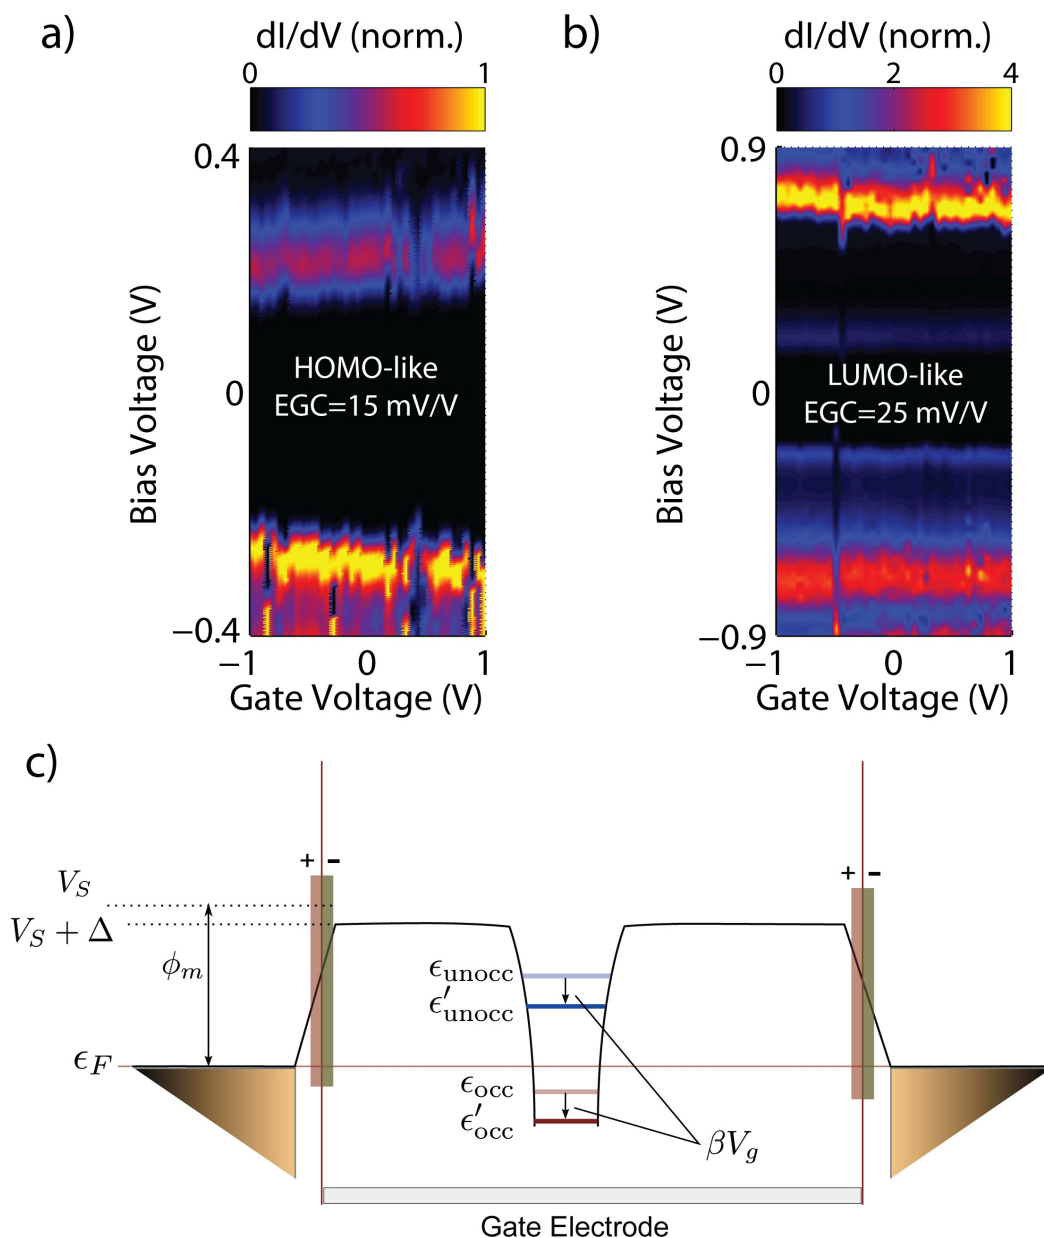 a)
dI/dV (norm.)
0 1
0.4
0
−0.4
Bias Voltage (V)
HOMO-like
EGC=15 mV/V
−1 0 1
Gate Voltage (V)
b)
dI/dV (norm.)
0 2 4
0.9
0
−0.9
Bias Voltage (V)
LUMO-like
EGC=25 mV/V
−1 0 1
Gate Voltage (V)
c)
+ -
+ -
V_S
V_S + Δ
ϕ_m
ϵ_F
ϵ_unocc
ϵ′_unocc
ϵ_occ
ϵ′_occ
βV_g
Gate Electrode